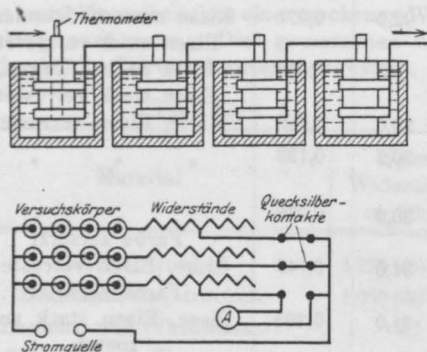 Thermometer
Versuchskörper
Widerstände
Quecksilber-
kontakte
A
Stromquelle